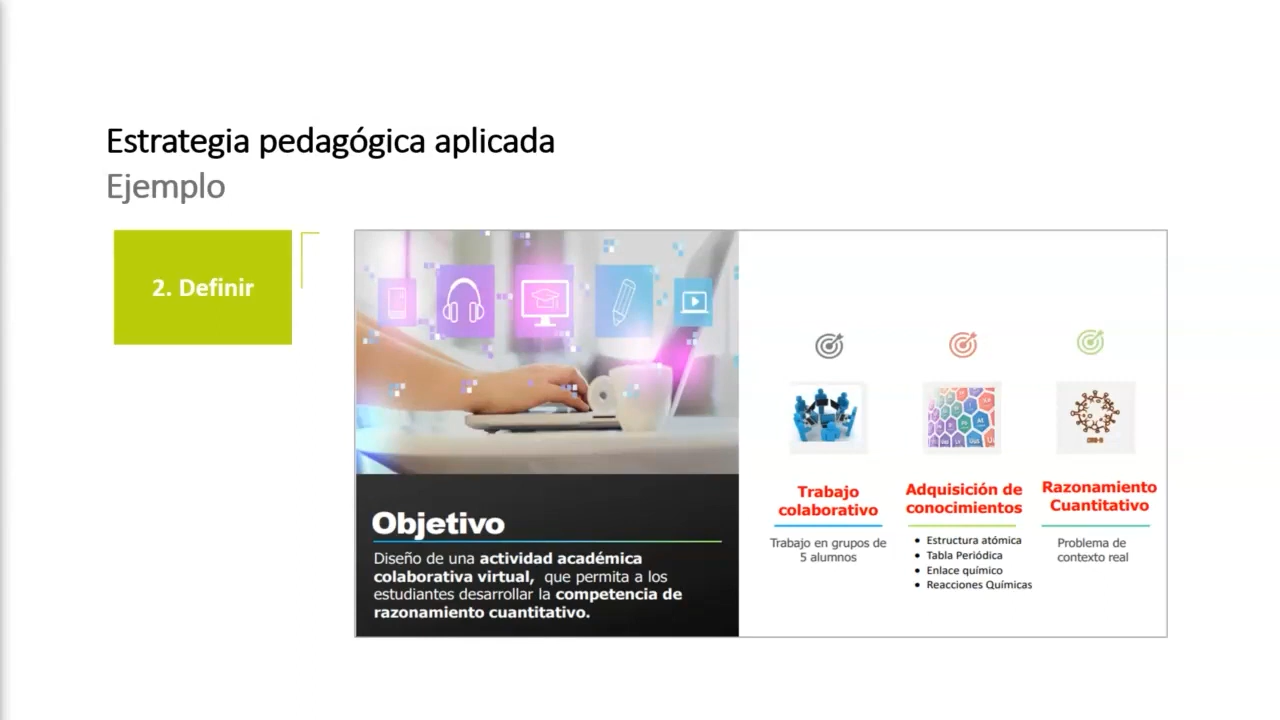 Estrategia pedagógica aplicada
Ejemplo
2. Definir
Objetivo
Diseño de una actividad académica
colaborativa virtual, que permita a los
estudiantes desarrollar la competencia de
razonamiento cuantitativo.
Trabajo
colaborativo
Trabajo en grupos de
5 alumnos
Adquisición de
conocimientos
• Estructura atómica
• Tabla Periódica
• Enlace químico
• Reacciones Químicas
Razonamiento
Cuantitativo
Problema de
contexto real